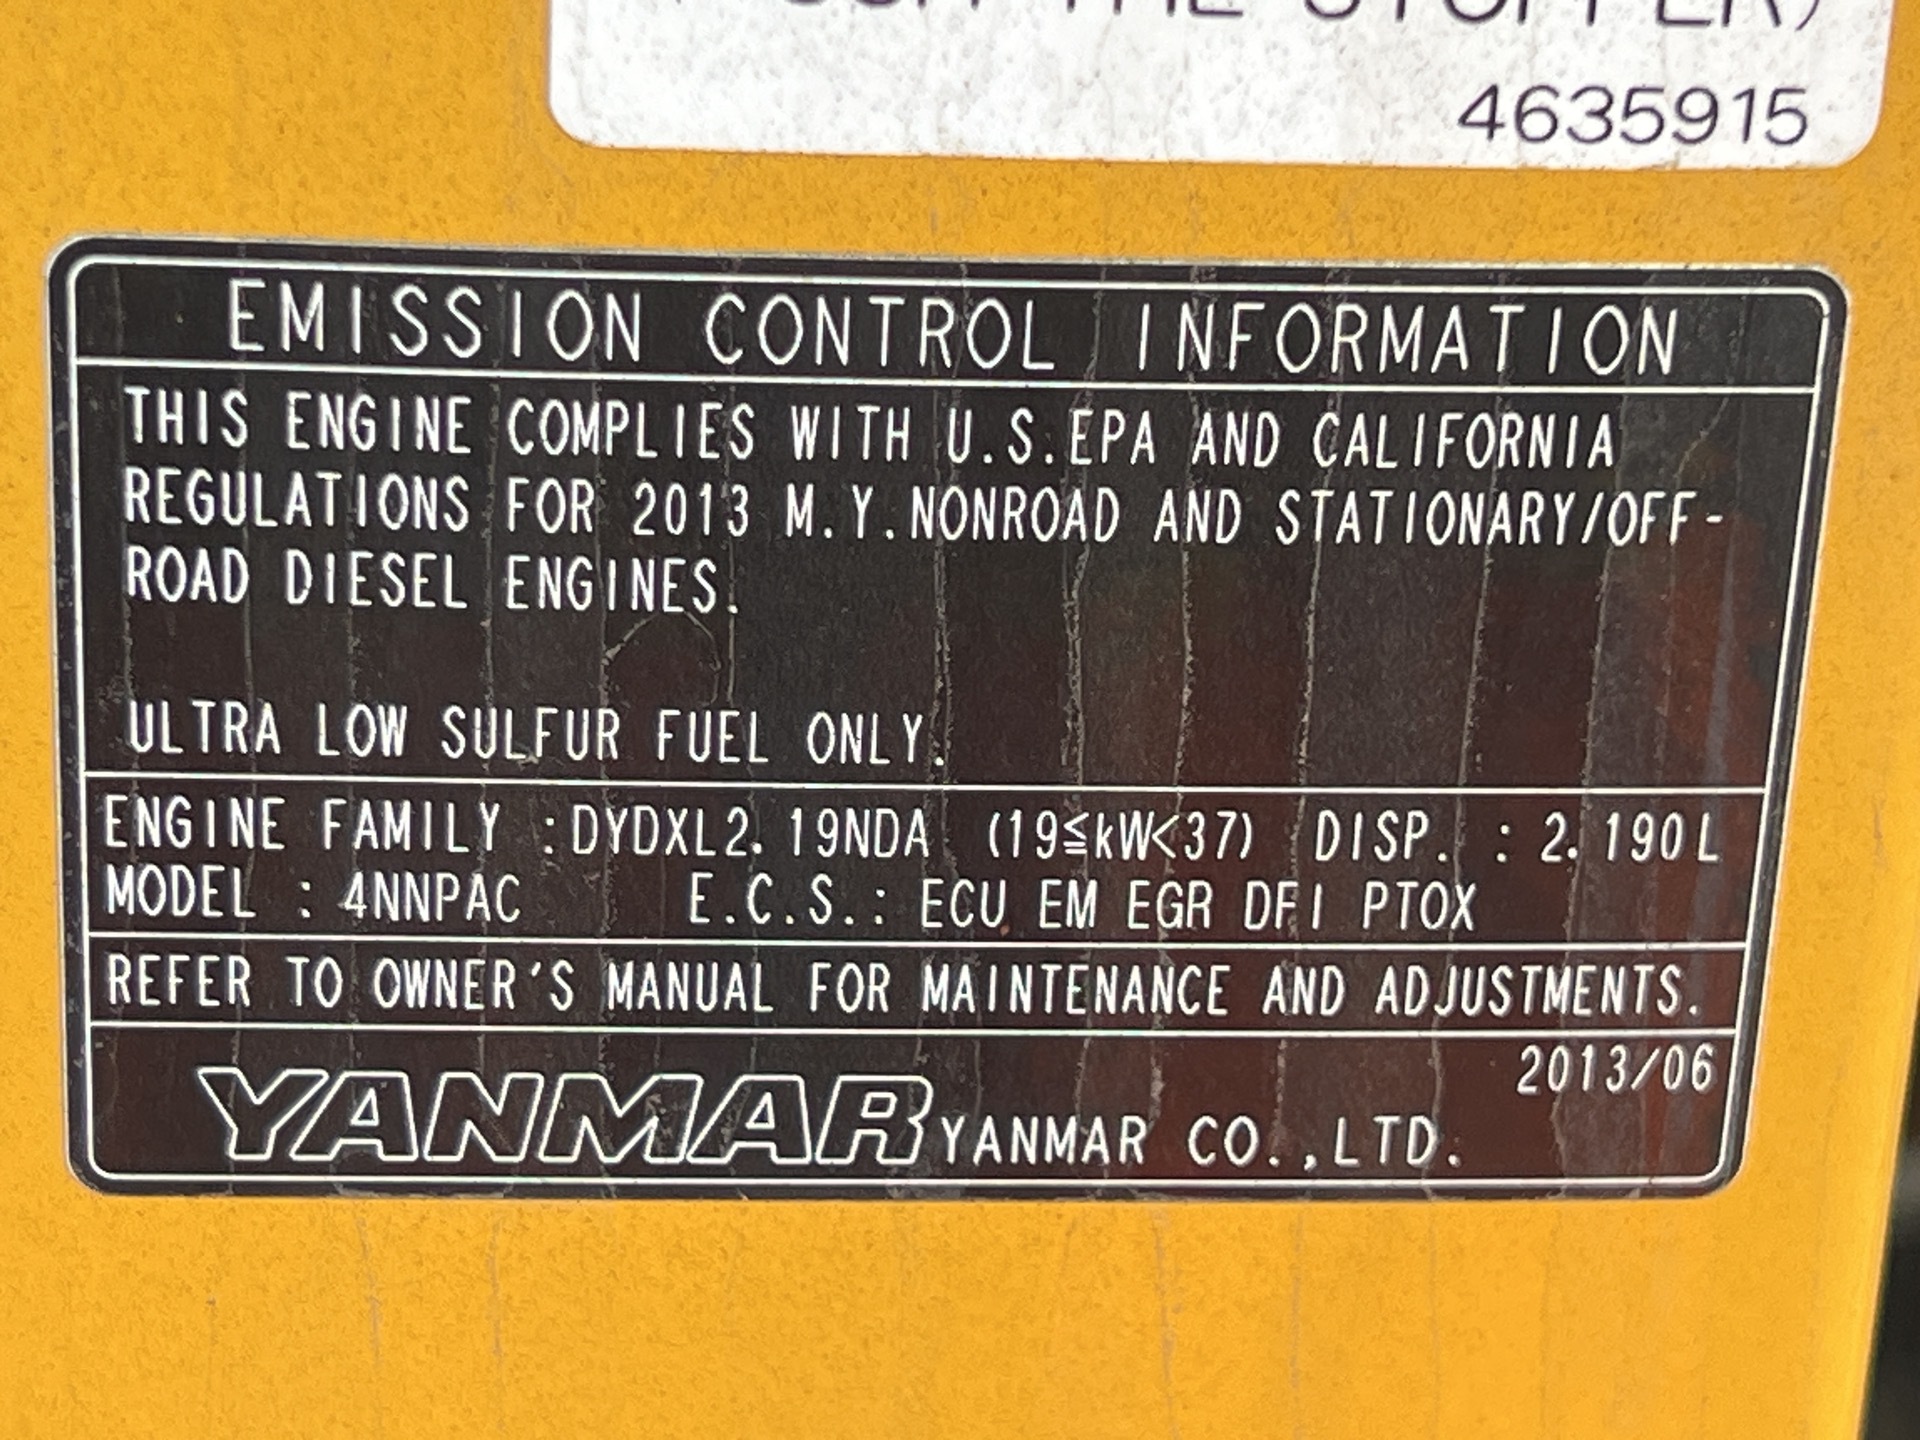 THE STOPPER)
4635915
EMISSION CONTROL INFORMATION
THIS ENGINE COMPLIES WITH U.S.EPA AND CALIFORNIA
REGULATIONS FOR 2013 M.Y.NONROAD AND STATIONARY/OFF-
ROAD DIESEL ENGINES.
ULTRA LOW SULFUR FUEL ONLY.
ENGINE FAMILY :DYDXL2.19NDA (19≦kW<37) DISP. : 2.190L
MODEL : 4NNPAC E.C.S.: ECU EM EGR DFI PTOX
REFER TO OWNER'S MANUAL FOR MAINTENANCE AND ADJUSTMENTS.
2013/06
YANMAR YANMAR CO.,LTD.